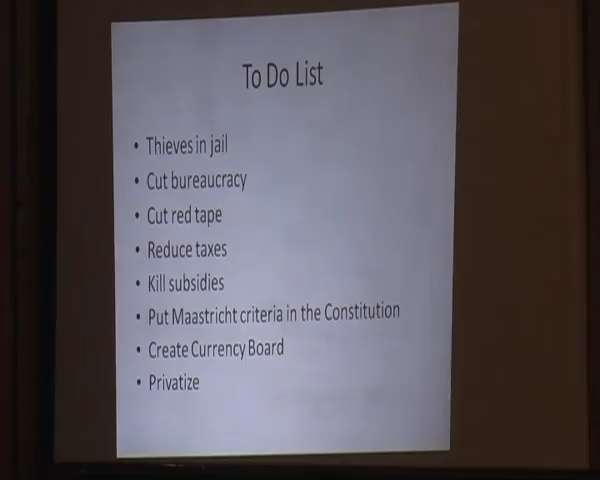 To Do List
• Thieves in jail
• Cut bureaucracy
• Cut red tape
• Reduce taxes
• Kill subsidies
• Put Maastricht criteria in the Constitution
• Create Currency Board
• Privatize